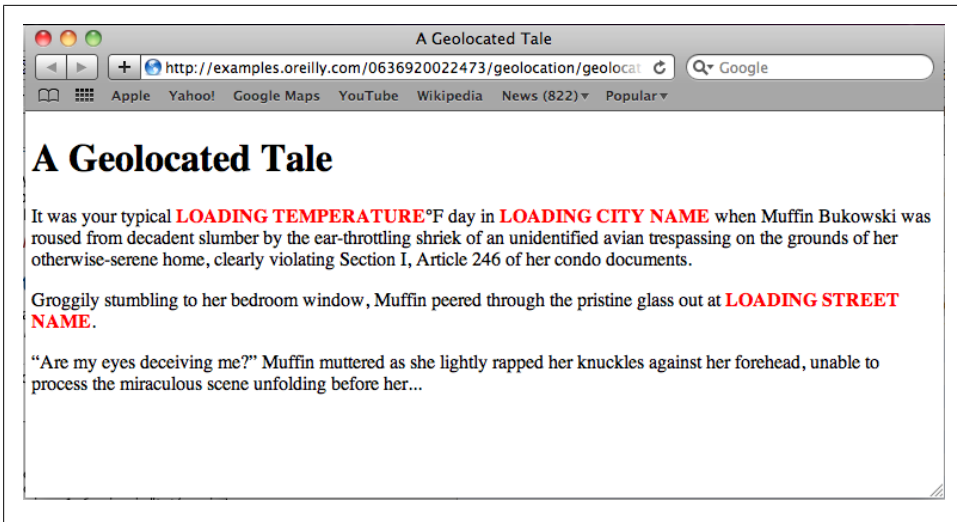 A Geolocated Tale
http://examples.oreilly.com/0636920022473/geolocation/geolocat
Google
Apple Yahoo! Google Maps YouTube Wikipedia News (822) Popular
A Geolocated Tale
It was your typical LOADING TEMPERATURE°F day in LOADING CITY NAME when Muffin Bukowski was
roused from decadent slumber by the ear-throttling shriek of an unidentified avian trespassing on the grounds of her
otherwise-serene home, clearly violating Section I, Article 246 of her condo documents.
Groggily stumbling to her bedroom window, Muffin peered through the pristine glass out at LOADING STREET
NAME.
“Are my eyes deceiving me?” Muffin muttered as she lightly rapped her knuckles against her forehead, unable to
process the miraculous scene unfolding before her...